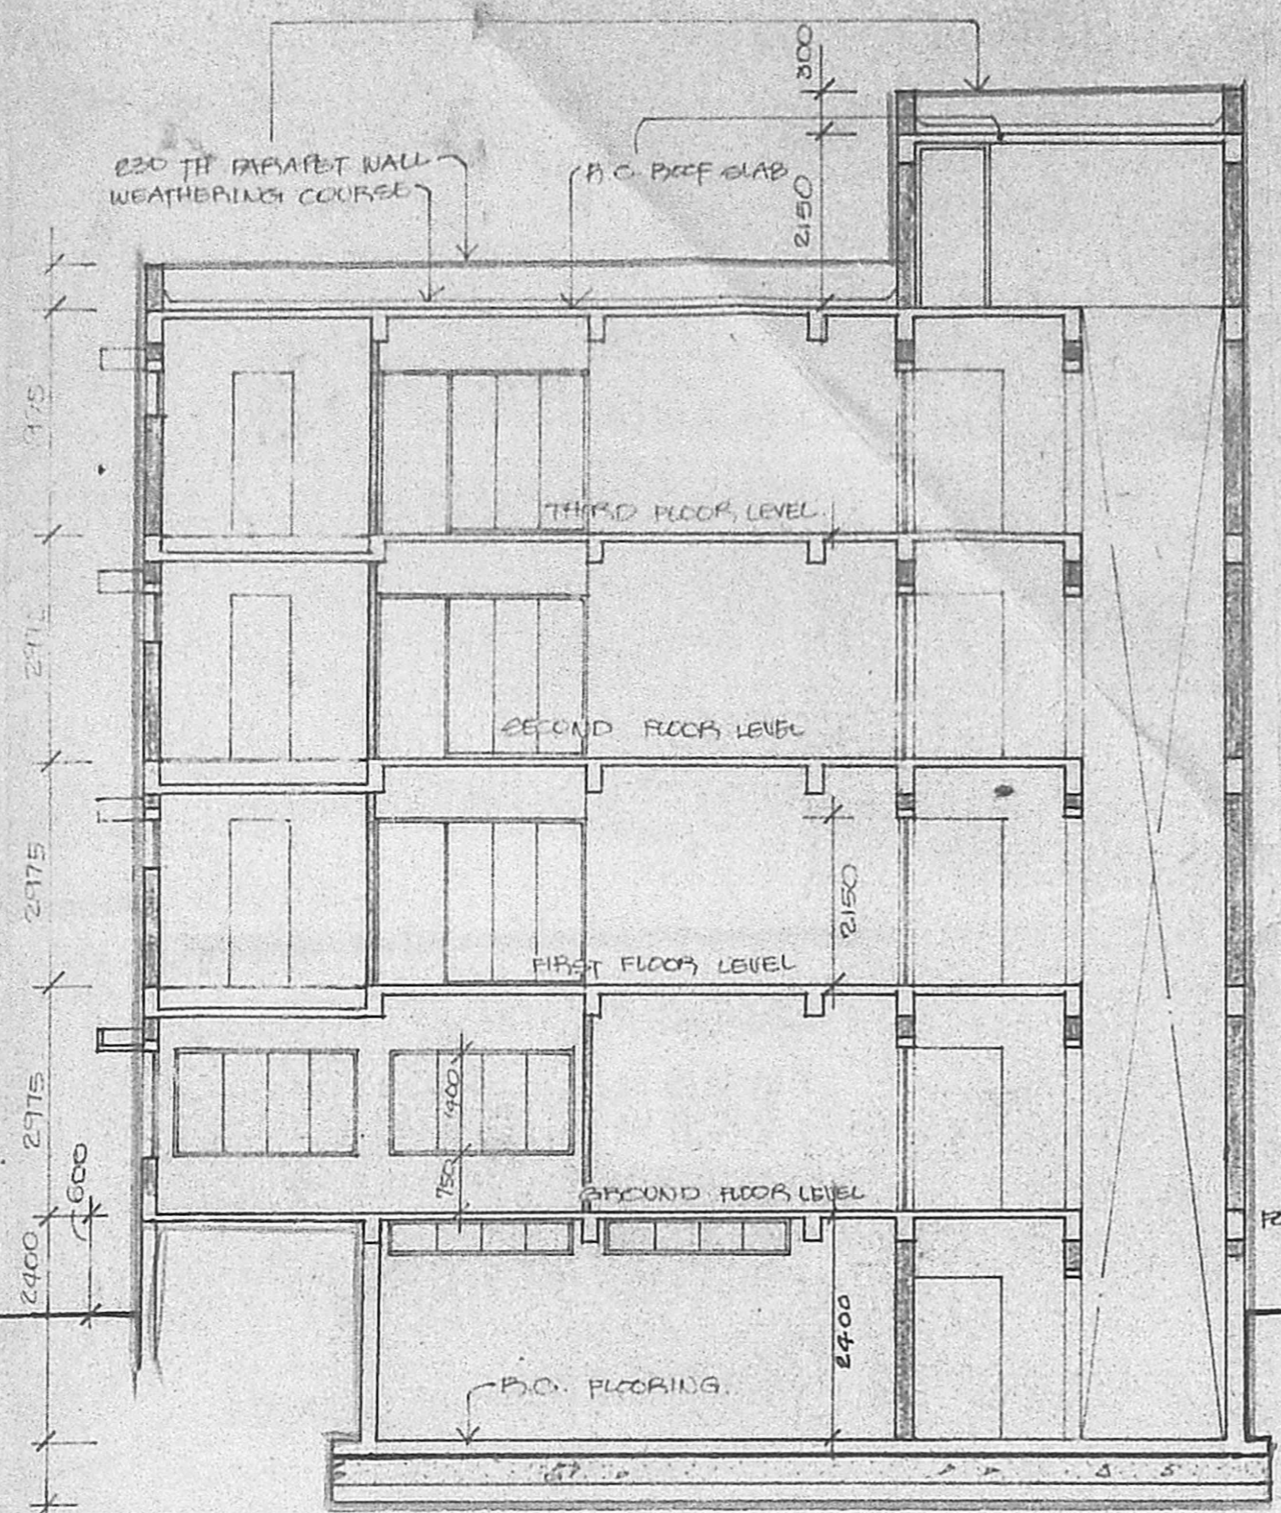 300
230 TH PARAPET WALL
WEATHERING COURSE
R.C. ROOF SLAB
2150
2975
THIRD FLOOR LEVEL
SECOND FLOOR LEVEL
2975
2150
FIRST FLOOR LEVEL
2975
1400
750
600
GROUND FLOOR LEVEL
2400
2400
R.C. FLOORING.